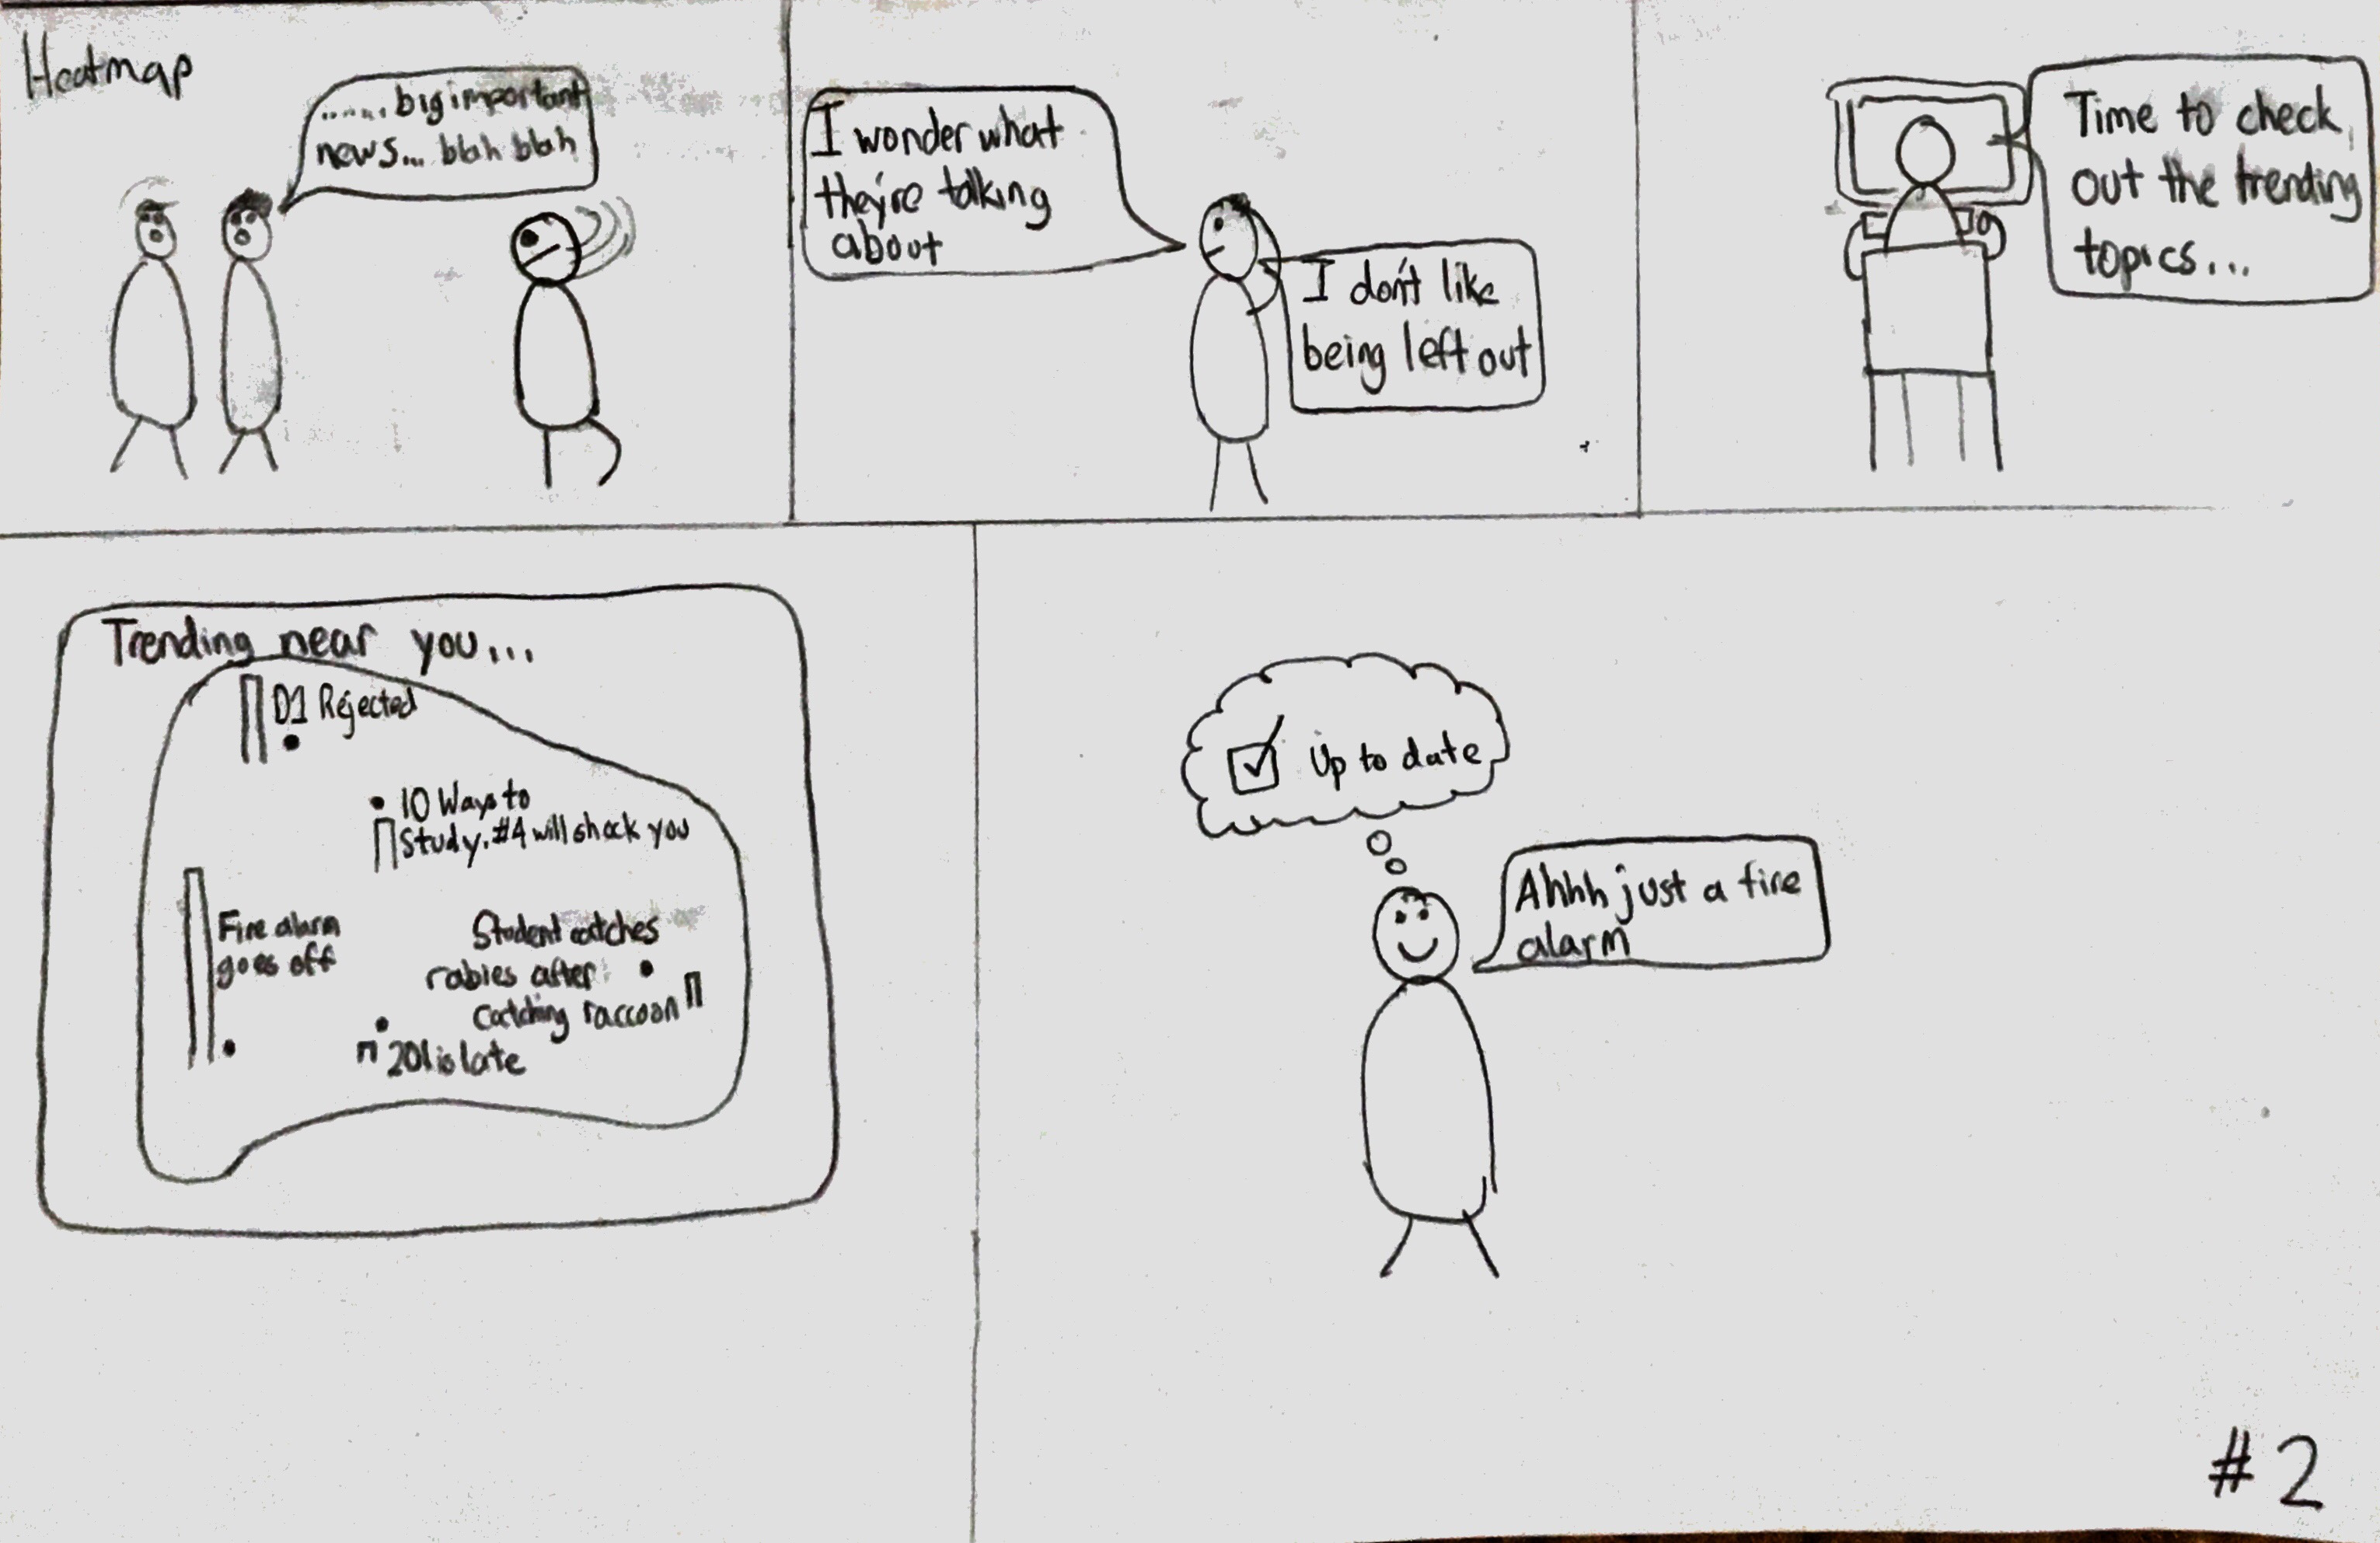 Heatmap
...... big important
news... blah blah
I wonder what
they're talking
about
I don't like
being left out
Time to check
out the trending
topics...
Trending near you...
D1 Rejected
10 Ways to
Study. #4 will shock you
Fire alarm
goes off
Student catches
rabies after
catching raccoon
201 is late
Up to date
Ahhh just a fire
alarm
#2